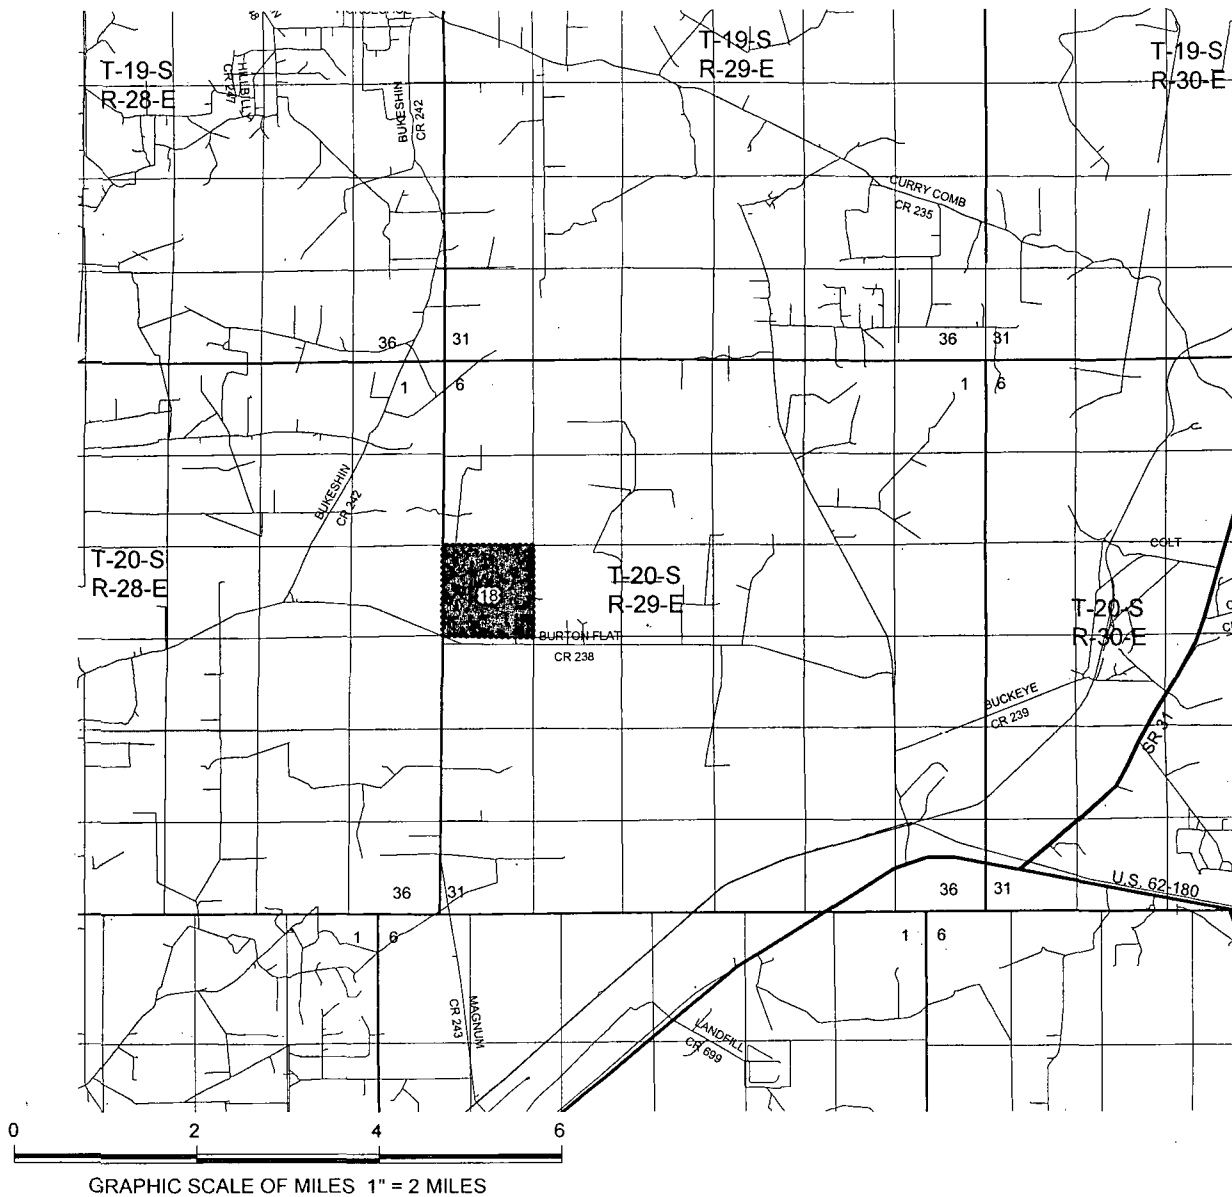 T-19-S
R-28-E
HILLBILLY
CR 247
BUKESHIN
CR 242
T-19-S
R-29-E
T-19-S
R-30-E
CURRY COMB
CR 235
36
31
36
31
1
6
1
6
BUKESHIN
CR 242
T-20-S
R-28-E
18
T-20-S
R-29-E
COLT
T-20-S
R-30-E
BURTON FLAT
CR 238
BUCKEYE
CR 239
SR 31
36
31
36
31
U.S. 62-180
1
6
1
6
MAGNUM
CR 243
LANDFILL
CR 699
0
2
4
6
GRAPHIC SCALE OF MILES 1" = 2 MILES